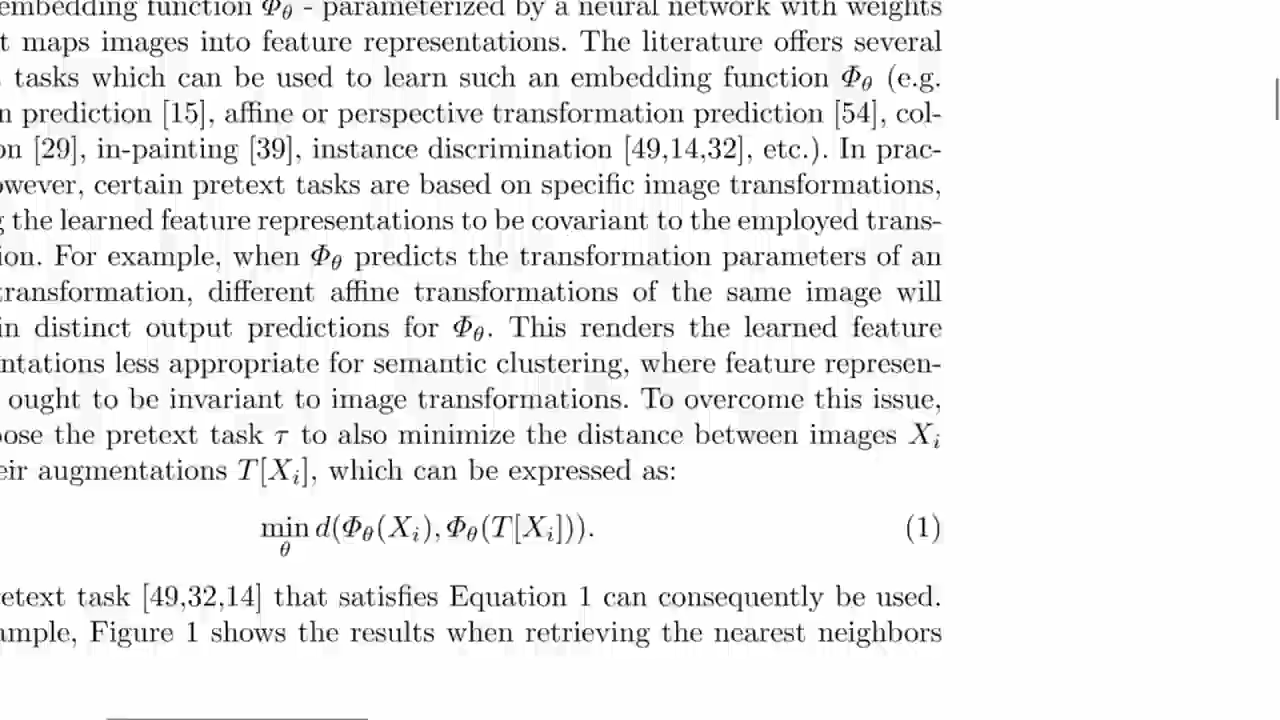 embedding function Φθ - parameterized by a neural network with weights
t maps images into feature representations. The literature offers several
tasks which can be used to learn such an embedding function Φθ (e.g.
n prediction [15], affine or perspective transformation prediction [54], col-
on [29], in-painting [39], instance discrimination [49,14,32], etc.). In prac-
owever, certain pretext tasks are based on specific image transformations,
g the learned feature representations to be covariant to the employed trans-
ion. For example, when Φθ predicts the transformation parameters of an
transformation, different affine transformations of the same image will
in distinct output predictions for Φθ. This renders the learned feature
ntations less appropriate for semantic clustering, where feature represen-
ought to be invariant to image transformations. To overcome this issue,
ose the pretext task τ to also minimize the distance between images Xi
eir augmentations T[Xi], which can be expressed as:
min θ d(Φθ(Xi), Φθ(T[Xi])). (1)
etext task [49,32,14] that satisfies Equation 1 can consequently be used.
ample, Figure 1 shows the results when retrieving the nearest neighbors